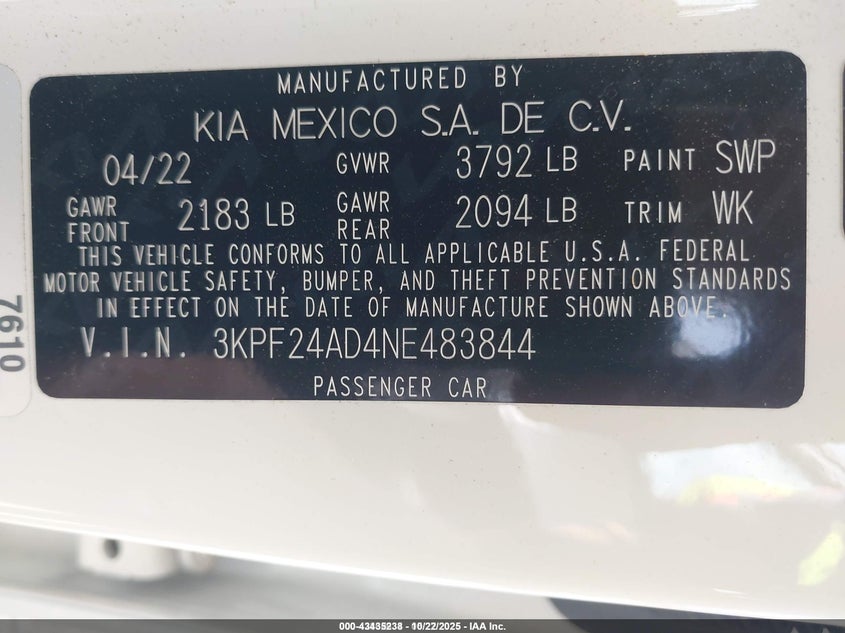 MANUFACTURED BY
KIA MEXICO S.A. DE C.V.
04/22 GVWR 3792 LB PAINT SWP
GAWR FRONT 2183 LB GAWR REAR 2094 LB TRIM WK
THIS VEHICLE CONFORMS TO ALL APPLICABLE U.S.A. FEDERAL
MOTOR VEHICLE SAFETY, BUMPER, AND THEFT PREVENTION STANDARDS
IN EFFECT ON THE DATE OF MANUFACTURE SHOWN ABOVE.
V.I.N. 3KPF24AD4NE483844
PASSENGER CAR
7610
000-43435238 - 10/22/2025 - IAA Inc.